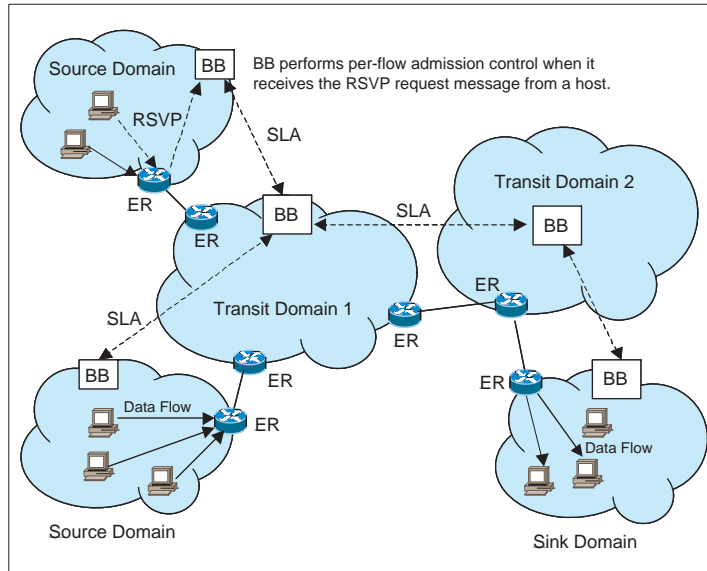 Source Domain
BB
BB performs per-flow admission control when it
receives the RSVP request message from a host.
RSVP
SLA
ER
ER
BB
SLA
Transit Domain 2
BB
SLA
Transit Domain 1
ER
ER
ER
BB
Data Flow
ER
ER
BB
Data Flow
Source Domain
Sink Domain